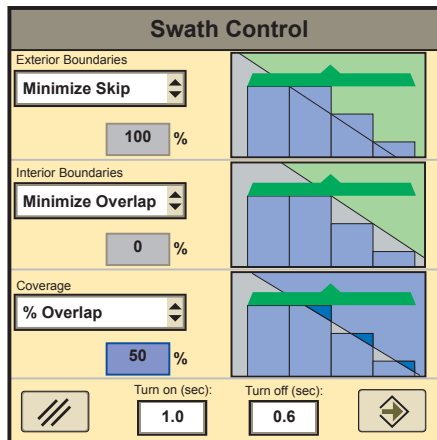 Swath Control
Exterior Boundaries
Minimize Skip
100 %
Interior Boundaries
Minimize Overlap
0 %
Coverage
% Overlap
50 %
Turn on (sec): Turn off (sec):
1.0 0.6